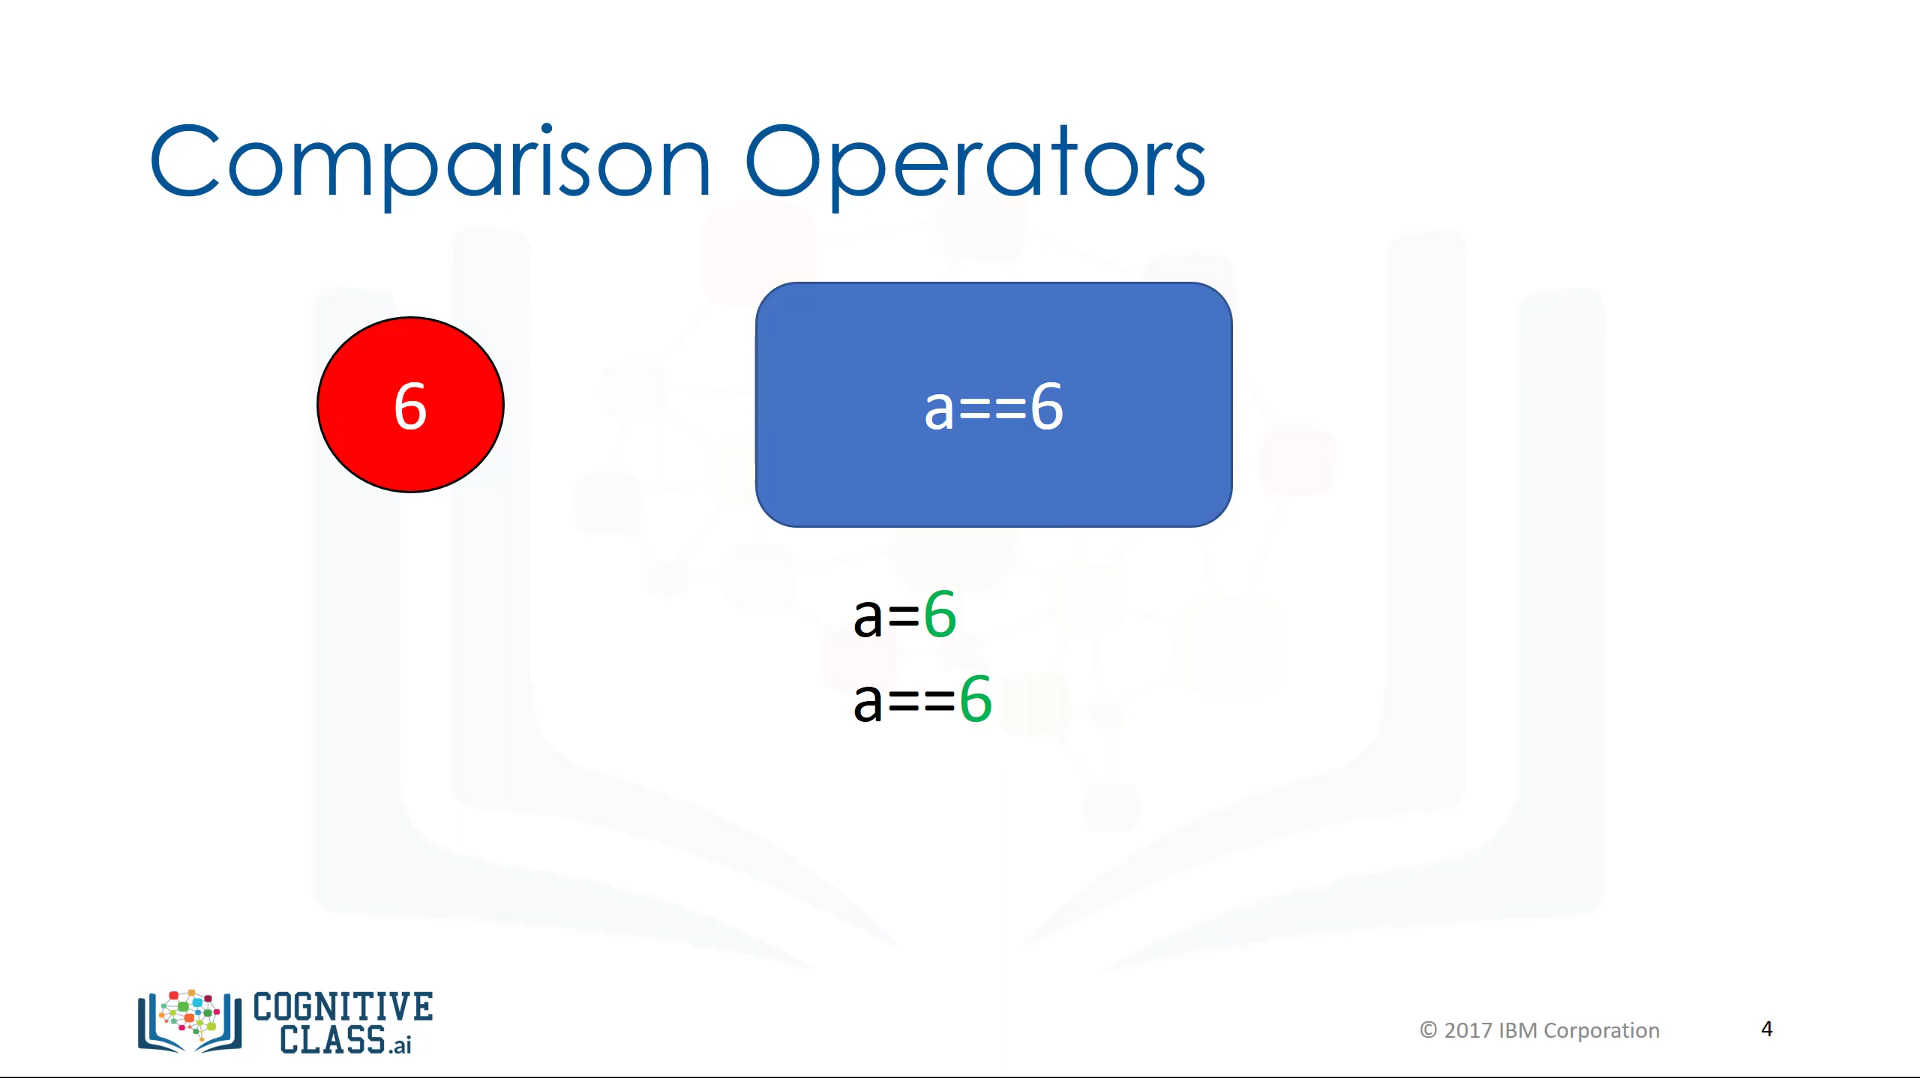 Comparison Operators
6
a==6
a=6
a==6
COGNITIVE
CLASS.ai
© 2017 IBM Corporation
4